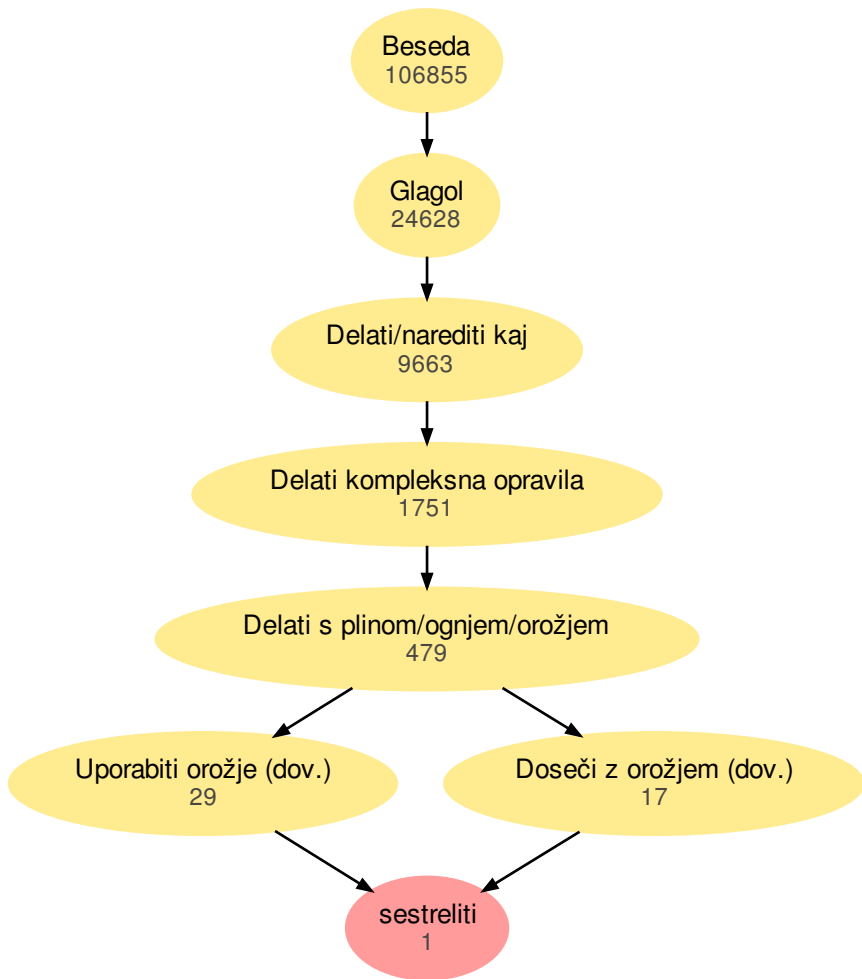 Beseda
106855
Glagol
24628
Delati/narediti kaj
9663
Delati kompleksna opravila
1751
Delati s plinom/ognjem/orožjem
479
Uporabiti orožje (dov.)
29
Doseči z orožjem (dov.)
17
sestreliti
1